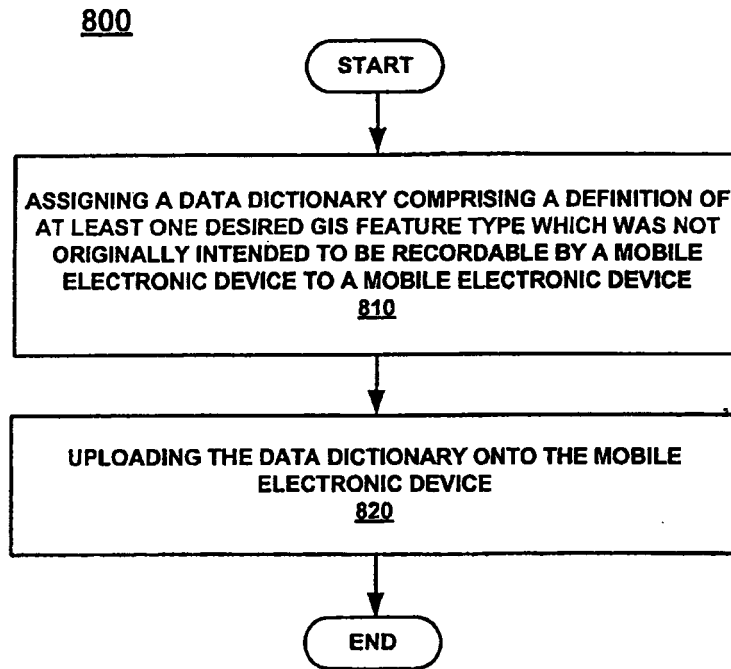 800
START
ASSIGNING A DATA DICTIONARY COMPRISING A DEFINITION OF
AT LEAST ONE DESIRED GIS FEATURE TYPE WHICH WAS NOT
ORIGINALLY INTENDED TO BE RECORDABLE BY A MOBILE
ELECTRONIC DEVICE TO A MOBILE ELECTRONIC DEVICE
810
UPLOADING THE DATA DICTIONARY ONTO THE MOBILE
ELECTRONIC DEVICE
820
END